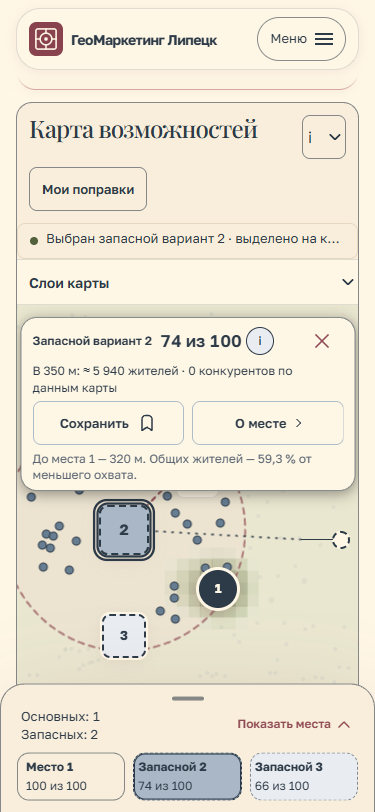 ГеоМаркетинг Липецк
Меню
Карта возможностей
i
Мои поправки
Выбран запасной вариант 2 · выделено на к...
Слои карты
Запасной вариант 2 74 из 100 i
В 350 м: ≈ 5 940 жителей · 0 конкурентов по
данным карты
Сохранить
О месте
До места 1 — 320 м. Общих жителей — 59,3 % от
меньшего охвата.
2
1
3
Основных: 1
Запасных: 2
Показать места
Место 1
100 из 100
Запасной 2
74 из 100
Запасной 3
66 из 100